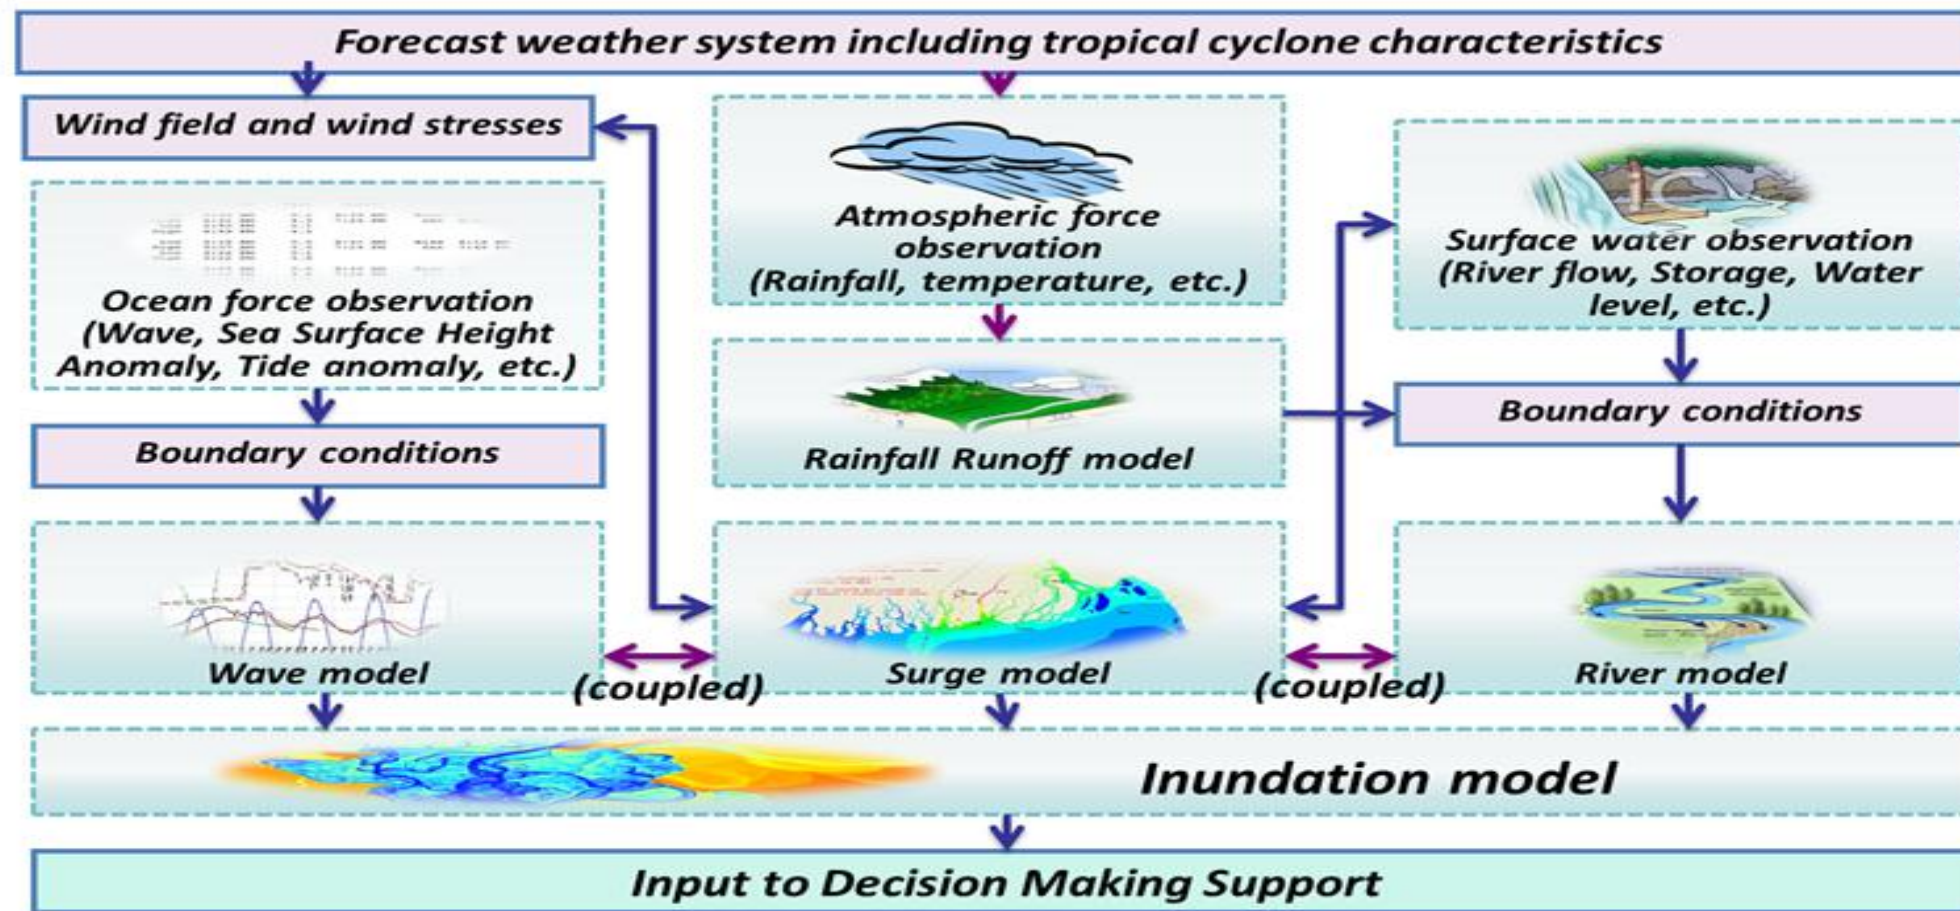 Forecast weather system including tropical cyclone characteristics
Wind field and wind stresses
Ocean force observation
(Wave, Sea Surface Height
Anomaly, Tide anomaly, etc.)
Boundary conditions
Wave model
Atmospheric force
observation
(Rainfall, temperature, etc.)
Rainfall Runoff model
Surge model
Surface water observation
(River flow, Storage, Water
level, etc.)
Boundary conditions
River model
(coupled)
(coupled)
Inundation model
Input to Decision Making Support